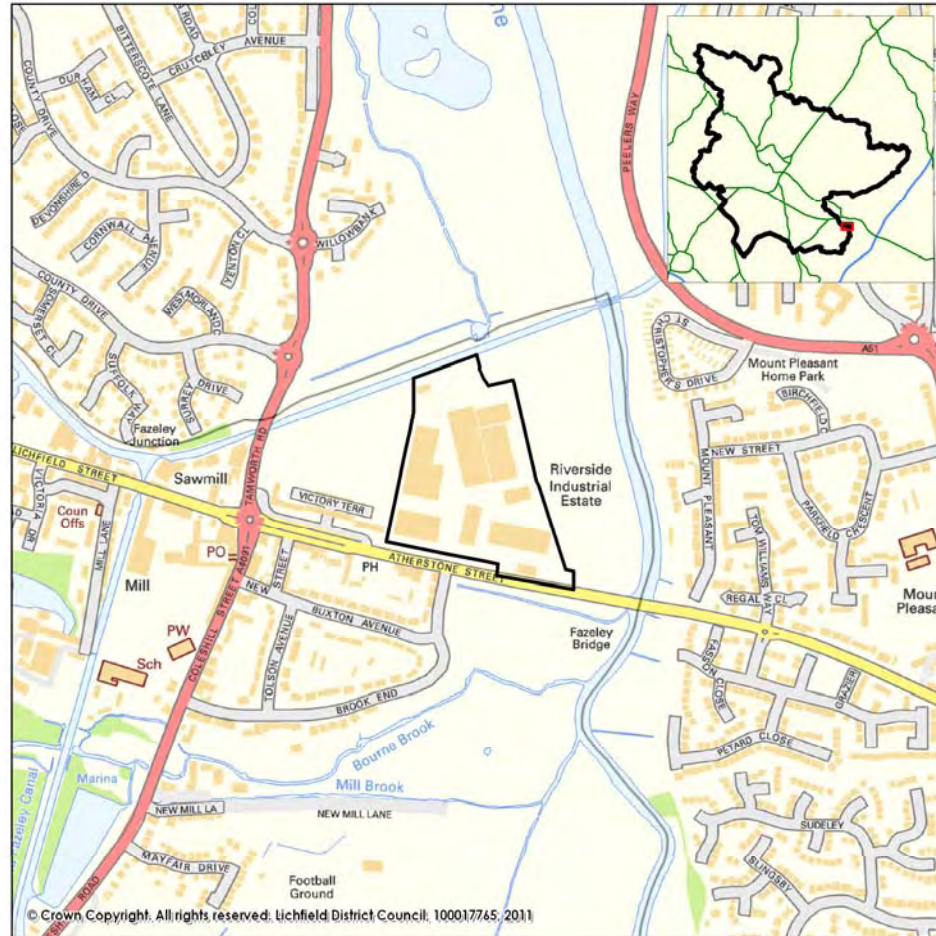 COUNTY DRIVE
BITTERSCOTE LANE
CRUTCHLEY AVENUE
DURHAM CL
DEVONSHIRE D
CORNWALL AVENUE
YENTON CL
WILLOWBANK
WESTMORLAND C
COUNTY DRIVE
SOMERSET CL
SUFFOLK WAY
SURREY DRIVE
Fazeley
Junction
LICHFIELD STREET
Sawmill
TAMWORTH RD
VICTORIA DR
Coun
Offs
MILL LANE
Mill
PO
VICTORY TERR
PH
ATHERSTONE STREET
NEW STREET
BUXTON AVENUE
TOLSON AVENUE
BROOK END
COLESHILL STREET A4091
PW
Sch
Riverside
Industrial
Estate
Fazeley
Bridge
PEELERS WAY
A51
ST CHRISTOPHER'S DRIVE
Mount Pleasant
Home Park
BIRCHFIELD C
NEW STREET
PARKFIELD CRESCENT
MOUNT PLEASANT
TOM WILLIAMS WAY
REGAL CL
Moun
Pleasa
FASSON CLOSE
GRAZIER
PETARD CLOSE
SUDELEY
SLINGSBY
Bourne Brook
Mill Brook
Marina
Fazeley Canal
NEW MILL LA
NEW MILL LANE
MAYFAIR DRIVE
ROAD
Football
Ground
© Crown Copyright. All rights reserved. Lichfield District Council. 100017765, 2011